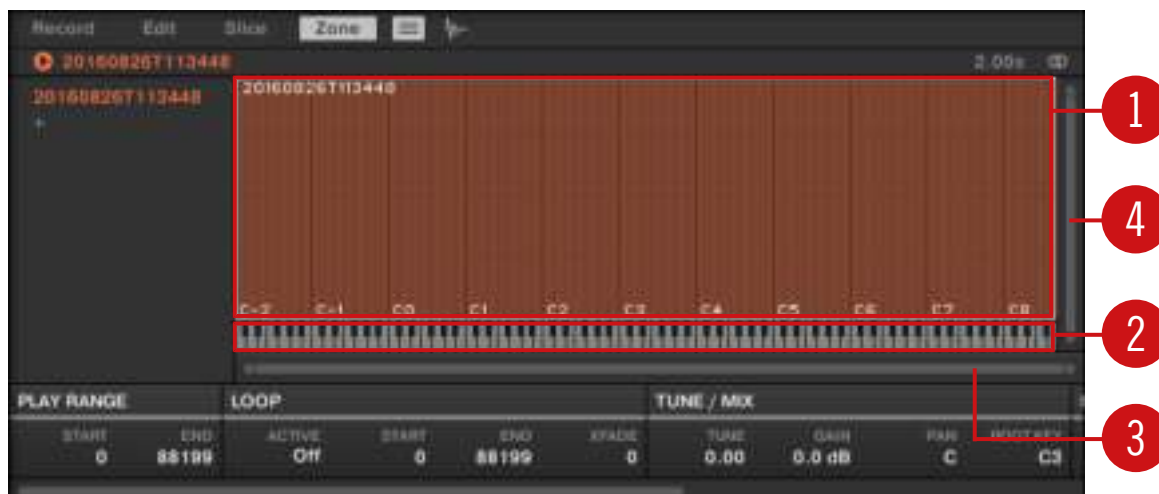 Record Edit Slice Zone
20160826T113448 2.00s
20160826T113448 20160826T113448
+
1
4
C-2 C-1 C0 C1 C2 C3 C4 C5 C6 C7 C8
2
PLAY RANGE LOOP TUNE / MIX
START END ACTIVE START END XFADE TUNE GAIN PAN ROOT KEY
3
0 88199 Off 0 88199 0 0.00 0.0 dB C C3